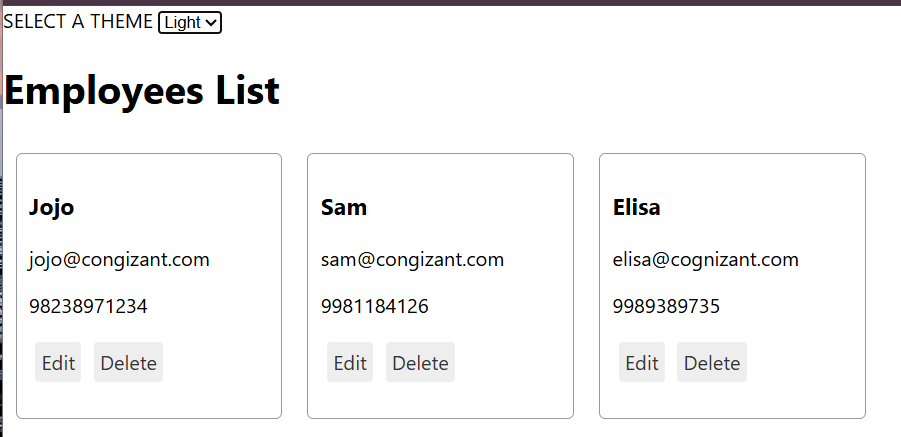 SELECT A THEME Light
Employees List
Jojo
jojo@congizant.com
98238971234
Edit Delete
Sam
sam@congizant.com
9981184126
Edit Delete
Elisa
elisa@cognizant.com
9989389735
Edit Delete